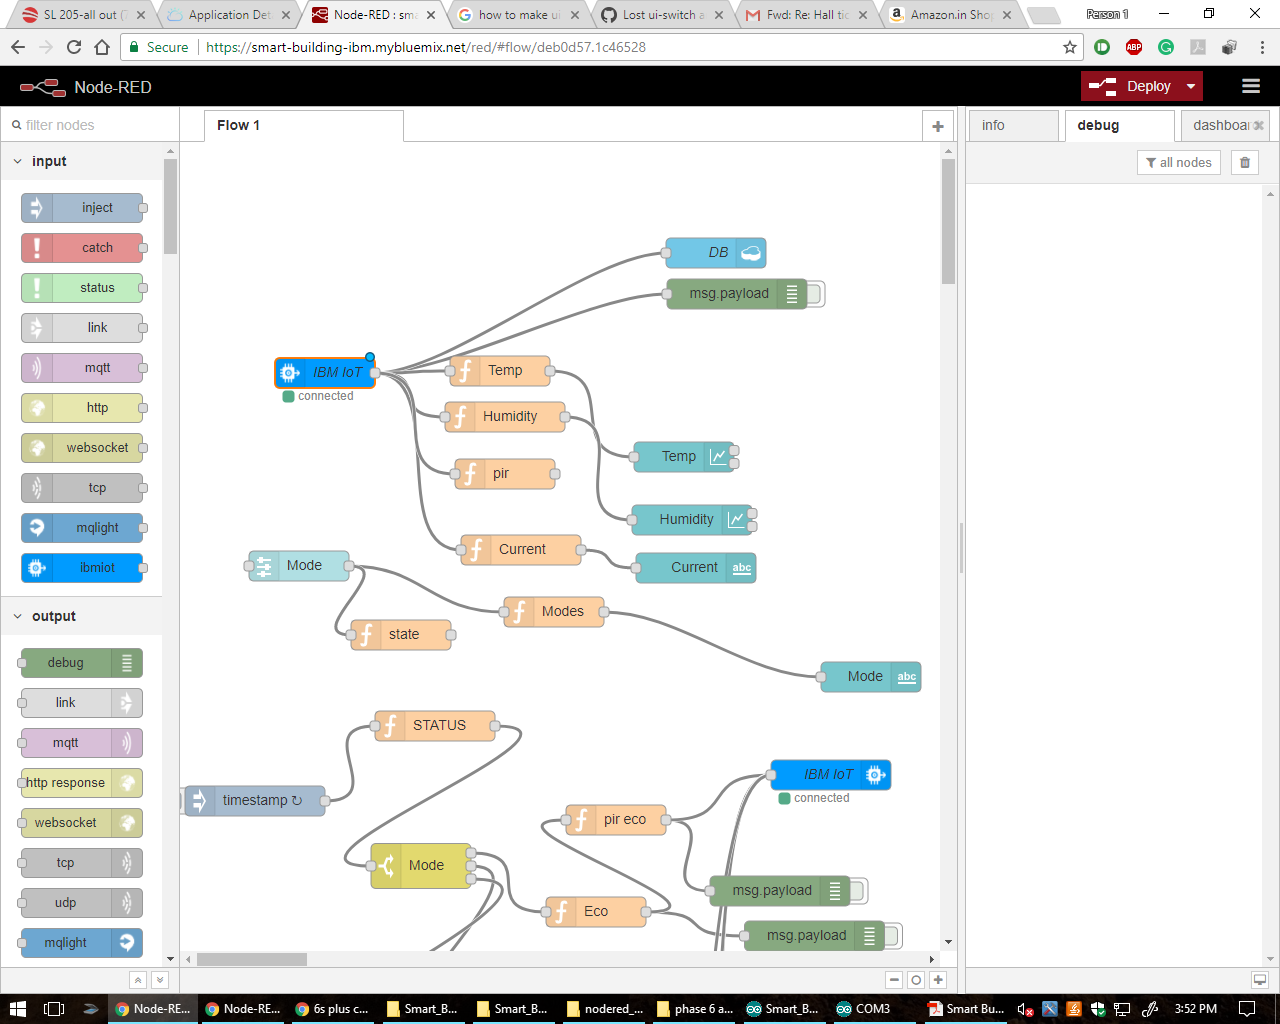 SL 205-all out (
Application Det
Node-RED : sma
how to make u
Lost ui-switch a
Fwd: Re: Hall tic
Amazon.in Sho
Person 1
Secure
https://smart-building-ibm.mybluemix.net/red/#flow/deb0d57.1c46528
ABP
Node-RED
Deploy
filter nodes
Flow 1
info
debug
dashboar
input
all nodes
inject
catch
status
link
mqtt
http
websocket
tcp
mqlight
ibmiot
output
debug
link
mqtt
http response
websocket
tcp
udp
mqlight
DB
msg.payload
IBM IoT
connected
Temp
Humidity
pir
Temp
Humidity
Current
Current
abc
Mode
Modes
state
Mode
abc
STATUS
IBM IoT
connected
timestamp ↻
pir eco
Mode
msg.payload
Eco
msg.payload
Node-RE...
Node-RE...
6s plus c...
Smart_B...
Smart_B...
nodered_...
phase 6 a...
Smart_B...
COM3
Smart Bu...
3:52 PM